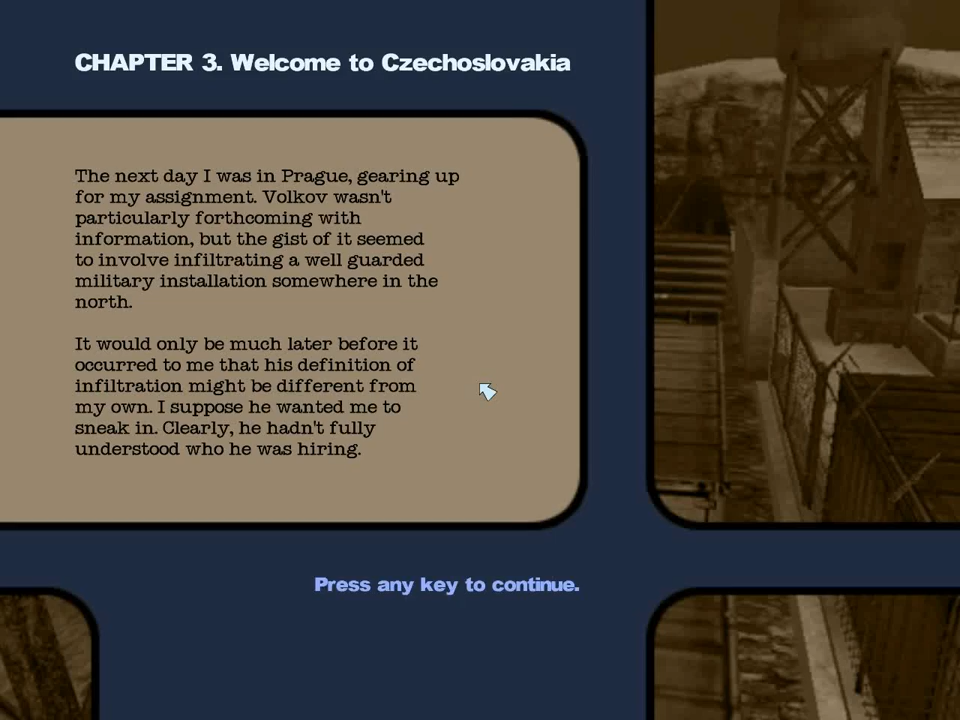 CHAPTER 3. Welcome to Czechoslovakia
The next day I was in Prague, gearing up
for my assignment. Volkov wasn't
particularly forthcoming with
information, but the gist of it seemed
to involve infiltrating a well guarded
military installation somewhere in the
north.
It would only be much later before it
occurred to me that his definition of
infiltration might be different from
my own. I suppose he wanted me to
sneak in. Clearly, he hadn't fully
understood who he was hiring.
Press any key to continue.